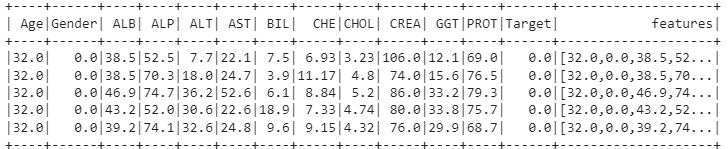 +----+------+----+----+----+----+----+-----+----+-----+----+----+------+--------------------+
| Age|Gender| ALB| ALP| ALT| AST| BIL|  CHE|CHOL| CREA| GGT|PROT|Target|            features|
+----+------+----+----+----+----+----+-----+----+-----+----+----+------+--------------------+
|32.0|   0.0|38.5|52.5| 7.7|22.1| 7.5| 6.93|3.23|106.0|12.1|69.0|   0.0|[32.0,0.0,38.5,52...|
|32.0|   0.0|38.5|70.3|18.0|24.7| 3.9|11.17| 4.8| 74.0|15.6|76.5|   0.0|[32.0,0.0,38.5,70...|
|32.0|   0.0|46.9|74.7|36.2|52.6| 6.1| 8.84| 5.2| 86.0|33.2|79.3|   0.0|[32.0,0.0,46.9,74...|
|32.0|   0.0|43.2|52.0|30.6|22.6|18.9| 7.33|4.74| 80.0|33.8|75.7|   0.0|[32.0,0.0,43.2,52...|
|32.0|   0.0|39.2|74.1|32.6|24.8| 9.6| 9.15|4.32| 76.0|29.9|68.7|   0.0|[32.0,0.0,39.2,74...|
+----+------+----+----+----+----+----+-----+----+-----+----+----+------+--------------------+